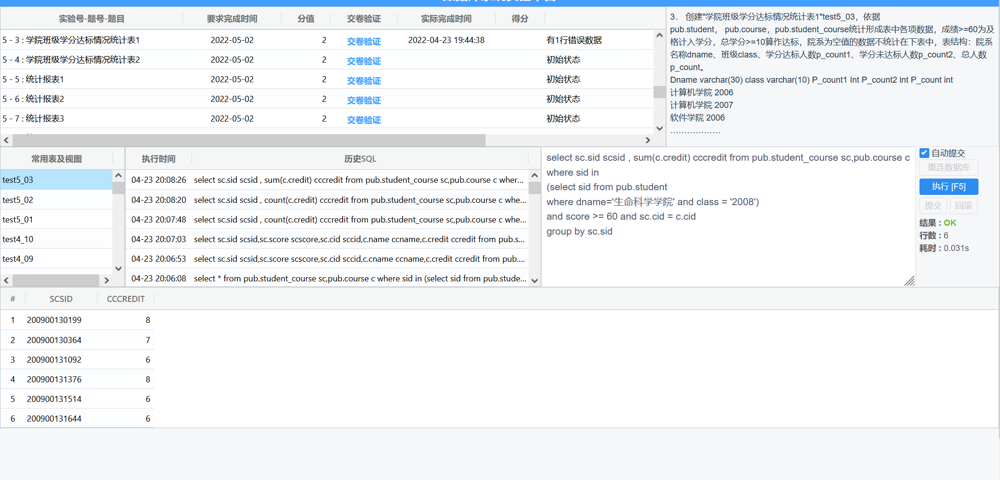 实验号-题号-题目 要求完成时间 分值 交卷验证 实际完成时间 得分
5 - 3 : 学院班级学分达标情况统计表1 2022-05-02 2 交卷验证 2022-04-23 19:44:38 有1行错误数据
5 - 4 : 学院班级学分达标情况统计表2 2022-05-02 2 交卷验证 初始状态
5 - 5 : 统计报表1 2022-05-02 2 交卷验证 初始状态
5 - 6 : 统计报表2 2022-05-02 2 交卷验证 初始状态
5 - 7 : 统计报表3 2022-05-02 2 交卷验证 初始状态
3． 创建"学院班级学分达标情况统计表1"test5_03，依据
pub.student， pub.course，pub.student_course统计形成表中各项数据，成绩>=60为及
格计入学分，总学分>=10算作达标，院系为空值的数据不统计在下表中，表结构：院系
名称dname、班级class、学分达标人数p_count1、学分未达标人数p_count2、总人数
p_count。
Dname varchar(30) class varchar(10) P_count1 Int P_count2 int P_count int
计算机学院 2006
计算机学院 2007
软件学院 2006
………………
常用表及视图
test5_03
test5_02
test5_01
test4_10
test4_09
执行时间 历史SQL
04-23 20:08:26 select sc.sid scsid , sum(c.credit) cccredit from pub.student_course sc,pub.course c wher...
04-23 20:08:20 select sc.sid scsid , count(c.credit) cccredit from pub.student_course sc,pub.course c whe...
04-23 20:07:48 select sc.sid scsid , count(c.credit) cccredit from pub.student_course sc,pub.course c whe...
04-23 20:07:03 select sc.sid scsid,sc.score scscore,sc.cid sccid,c.name ccname,c.credit ccredit from pub.s...
04-23 20:06:53 select sc.sid scsid,sc.score scscore,sc.cid sccid,c.cname ccname,c.credit ccredit from pub....
04-23 20:06:08 select * from pub.student_course sc,pub.course c where sid in (select sid from pub.stude...
select sc.sid scsid , sum(c.credit) cccredit from pub.student_course sc,pub.course c
where sid in
(select sid from pub.student
where dname='生命科学学院' and class = '2008')
and score >= 60 and sc.cid = c.cid
group by sc.sid
自动提交
重连数据库
执行 [F5]
提交 回滚
结果 : OK
行数 : 6
耗时 : 0.031s
# SCSID CCCREDIT
1 200900130199 8
2 200900130364 7
3 200900131092 6
4 200900131376 8
5 200900131514 6
6 200900131644 6